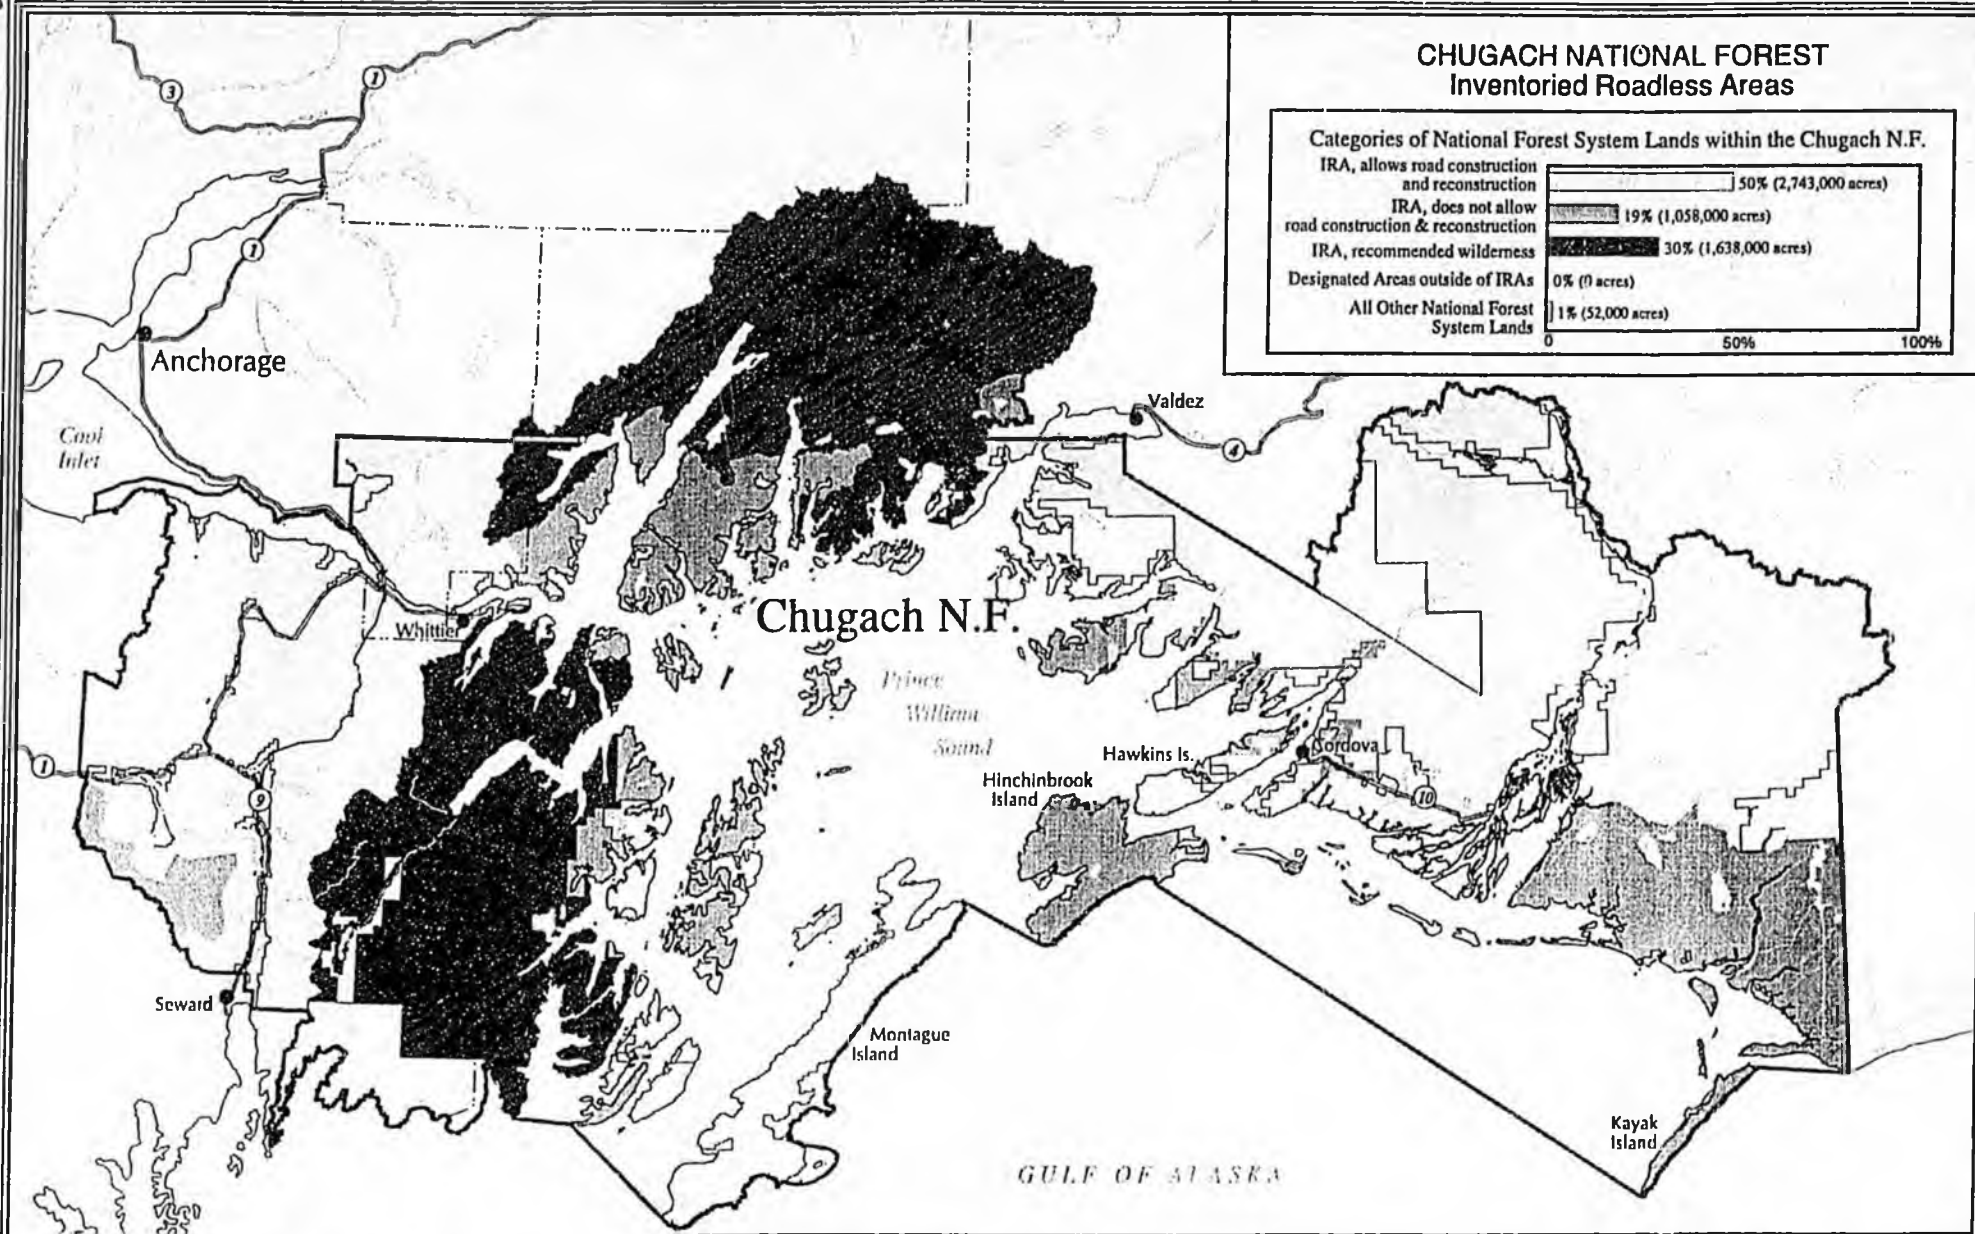 CHUGACH NATIONAL FOREST
Inventoried Roadless Areas
Categories of National Forest System Lands within the Chugach N.F.
IRA, allows road construction
and reconstruction
50% (2,743,000 acres)
IRA, does not allow
road construction & reconstruction
19% (1,058,000 acres)
IRA, recommended wilderness
30% (1,638,000 acres)
Designated Areas outside of IRAs
0% (0 acres)
All Other National Forest
System Lands
1% (52,000 acres)
0
50%
100%
3
1
1
Anchorage
Cook
Inlet
Valdez
4
Whittier
Chugach N.F.
Prince
William
Sound
Hawkins Is.
Cordova
Hinchinbrook
Island
10
1
9
Seward
Montague
Island
Kayak
Island
GULF OF ALASKA